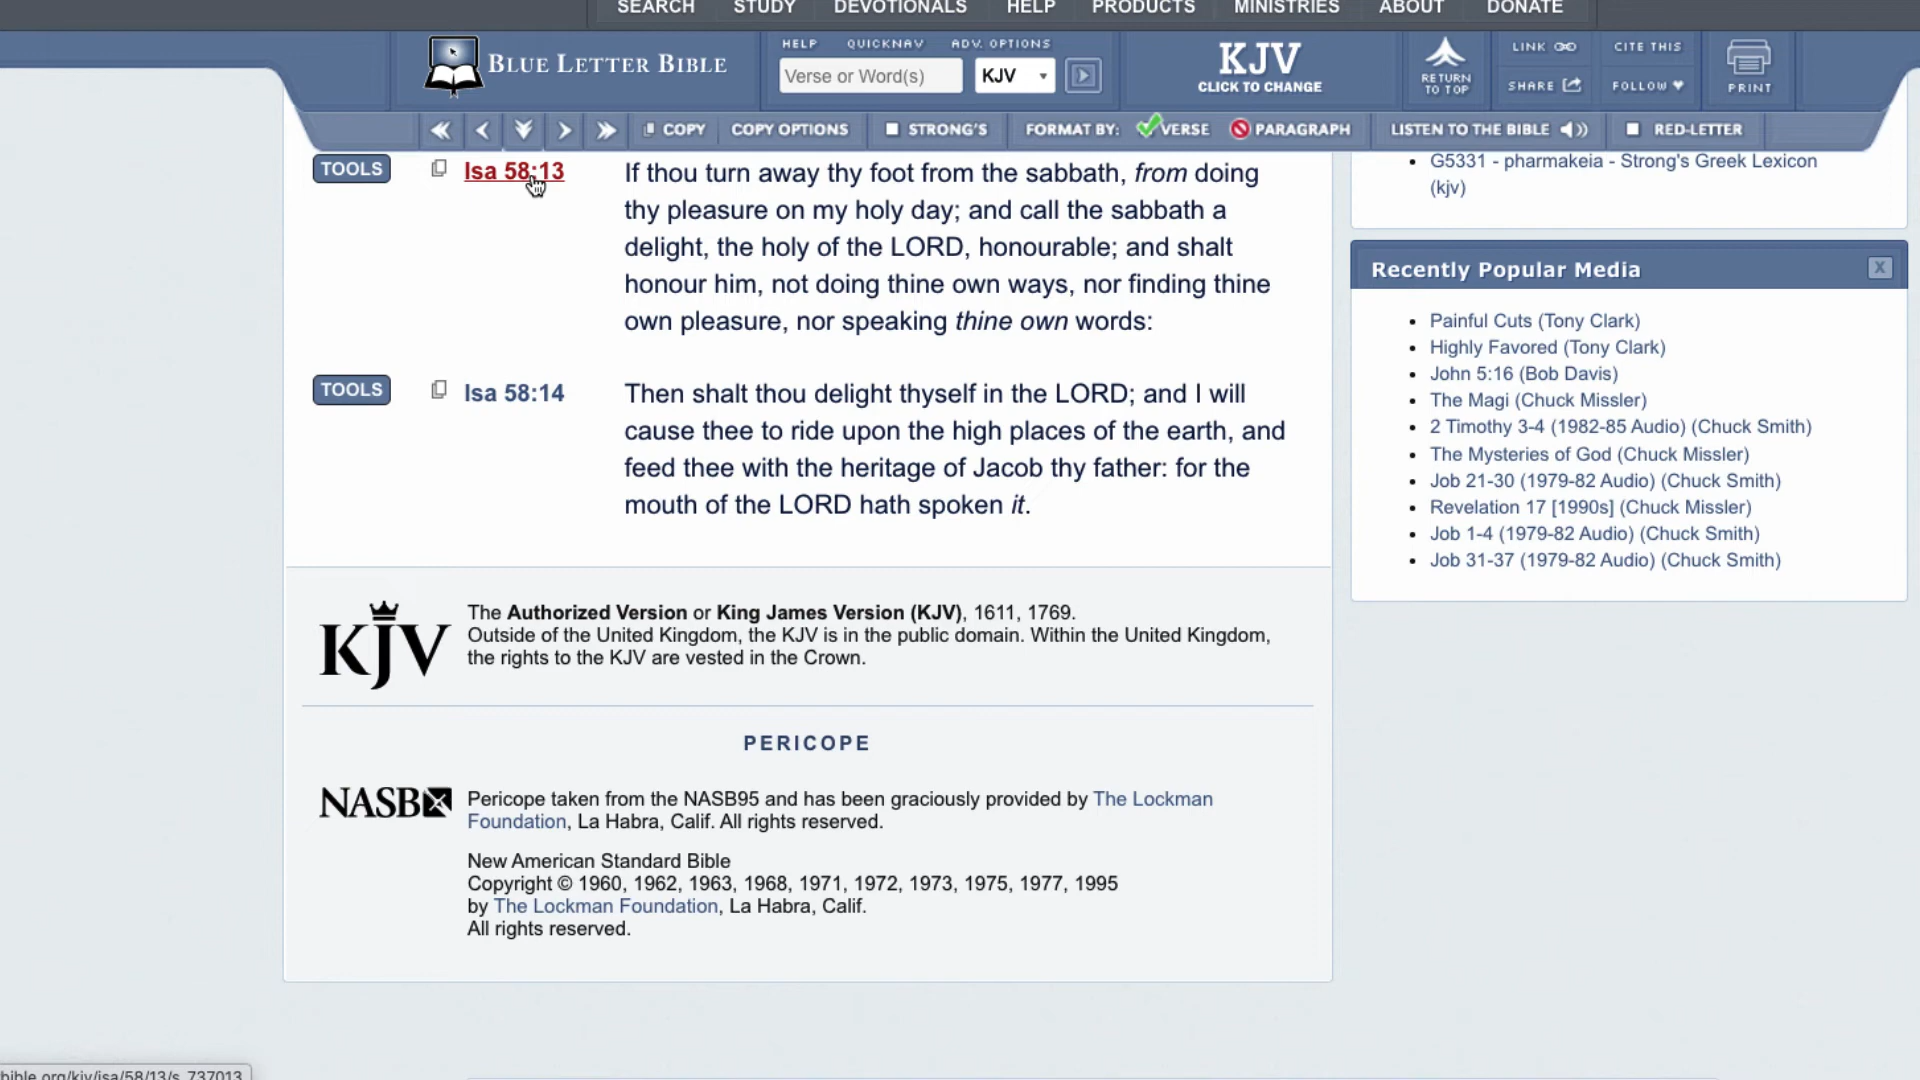 SEARCH STUDY DEVOTIONALS HELP PRODUCTS MINISTRIES ABOUT DONATE
BLUE LETTER BIBLE
HELP QUICKNAV ADV. OPTIONS
Verse or Word(s) KJV
KJV
CLICK TO CHANGE
RETURN
TO TOP
LINK
SHARE
CITE THIS
FOLLOW
PRINT
COPY COPY OPTIONS STRONG'S FORMAT BY: VERSE PARAGRAPH LISTEN TO THE BIBLE RED-LETTER
TOOLS Isa 58:13 If thou turn away thy foot from the sabbath, from doing
thy pleasure on my holy day; and call the sabbath a
delight, the holy of the LORD, honourable; and shalt
honour him, not doing thine own ways, nor finding thine
own pleasure, nor speaking thine own words:
TOOLS Isa 58:14 Then shalt thou delight thyself in the LORD; and I will
cause thee to ride upon the high places of the earth, and
feed thee with the heritage of Jacob thy father: for the
mouth of the LORD hath spoken it.
KJV
The Authorized Version or King James Version (KJV), 1611, 1769.
Outside of the United Kingdom, the KJV is in the public domain. Within the United Kingdom,
the rights to the KJV are vested in the Crown.
PERICOPE
NASB
Pericope taken from the NASB95 and has been graciously provided by The Lockman
Foundation, La Habra, Calif. All rights reserved.
New American Standard Bible
Copyright © 1960, 1962, 1963, 1968, 1971, 1972, 1973, 1975, 1977, 1995
by The Lockman Foundation, La Habra, Calif.
All rights reserved.
G5331 - pharmakeia - Strong's Greek Lexicon
(kjv)
Recently Popular Media X
Painful Cuts (Tony Clark)
Highly Favored (Tony Clark)
John 5:16 (Bob Davis)
The Magi (Chuck Missler)
2 Timothy 3-4 (1982-85 Audio) (Chuck Smith)
The Mysteries of God (Chuck Missler)
Job 21-30 (1979-82 Audio) (Chuck Smith)
Revelation 17 [1990s] (Chuck Missler)
Job 1-4 (1979-82 Audio) (Chuck Smith)
Job 31-37 (1979-82 Audio) (Chuck Smith)
bible.org/kjv/isa/58/13/s_737013